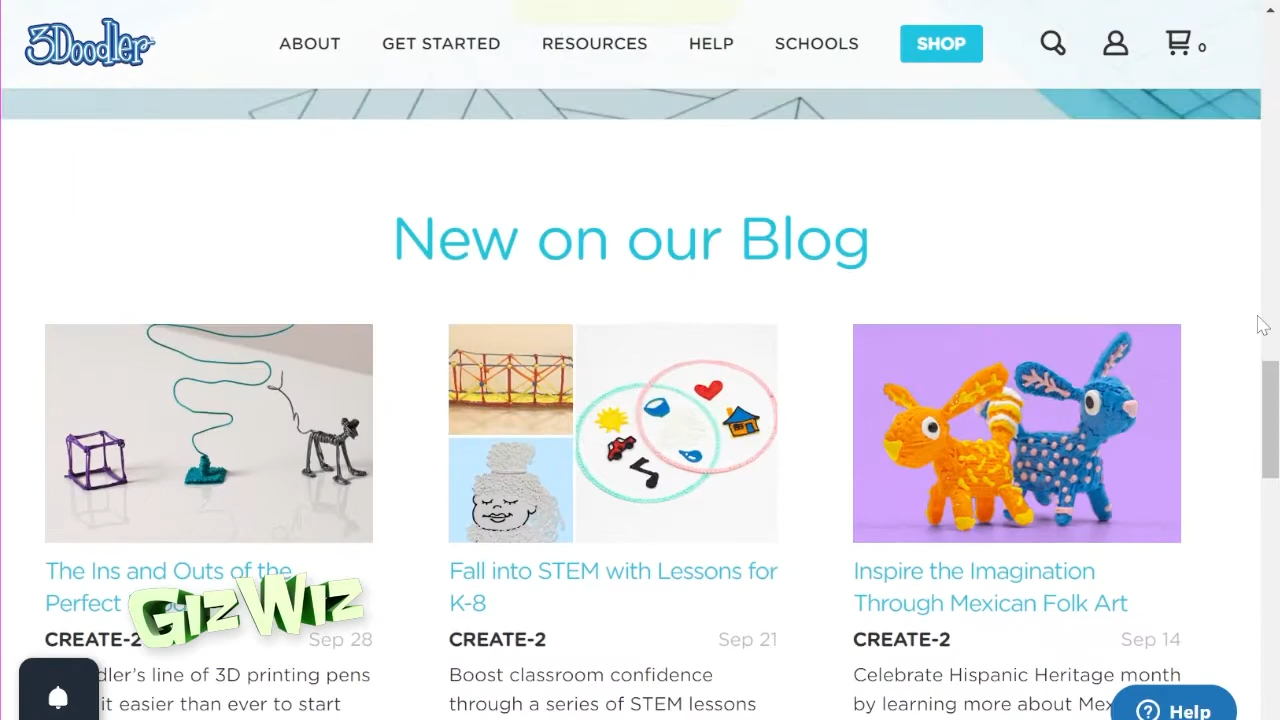 3Doodler
ABOUT GET STARTED RESOURCES HELP SCHOOLS SHOP 0
New on our Blog
The Ins and Outs of the
Perfect
CREATE-2 Sep 28
dler's line of 3D printing pens
it easier than ever to start
Fall into STEM with Lessons for
K-8
CREATE-2 Sep 21
Boost classroom confidence
through a series of STEM lessons
Inspire the Imagination
Through Mexican Folk Art
CREATE-2 Sep 14
Celebrate Hispanic Heritage month
by learning more about Me
GizWiz
Help